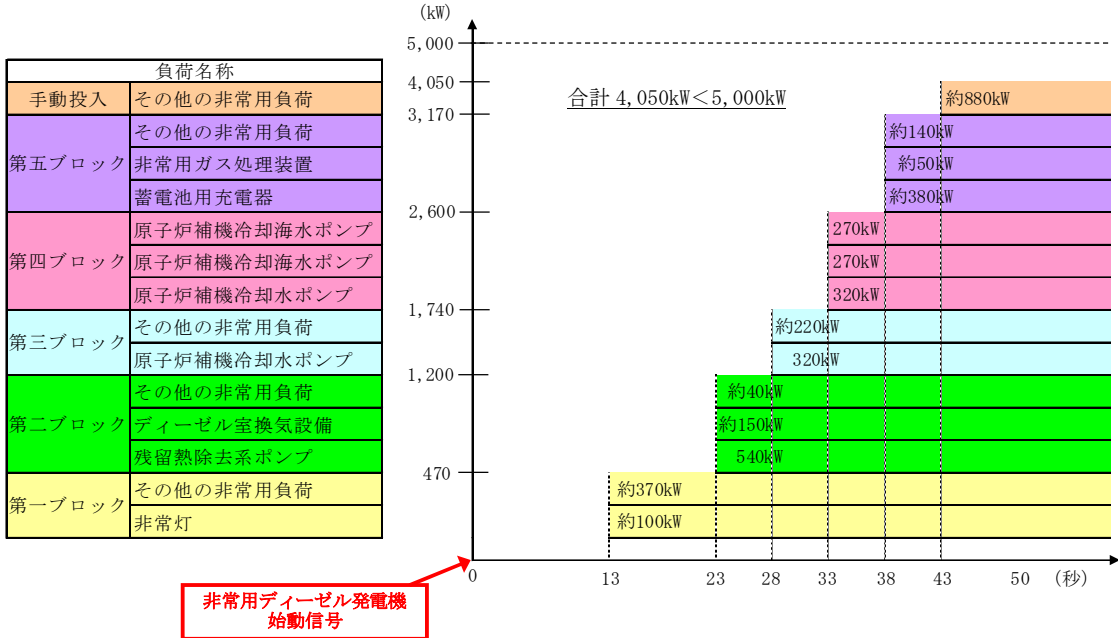 負荷名称
手動投入 その他の非常用負荷
第五ブロック
その他の非常用負荷
非常用ガス処理装置
蓄電池用充電器
第四ブロック
原子炉補機冷却海水ポンプ
原子炉補機冷却海水ポンプ
原子炉補機冷却水ポンプ
第三ブロック
その他の非常用負荷
原子炉補機冷却水ポンプ
第二ブロック
その他の非常用負荷
ディーゼル室換気設備
残留熱除去系ポンプ
第一ブロック
その他の非常用負荷
非常灯
(kW)
5,000
4,050
3,170
2,600
1,740
1,200
470
合計 4,050kW<5,000kW
約880kW
約140kW
約50kW
約380kW
270kW
270kW
320kW
約220kW
320kW
約40kW
約150kW
540kW
約370kW
約100kW
0 13 23 28 33 38 43 50 (秒)
非常用ディーゼル発電機
始動信号